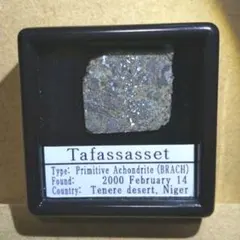 Tafassasset
Type: Primitive Achondrite (BRACH)
Found: 2000 February 14
Country: Tenere desert, Niger